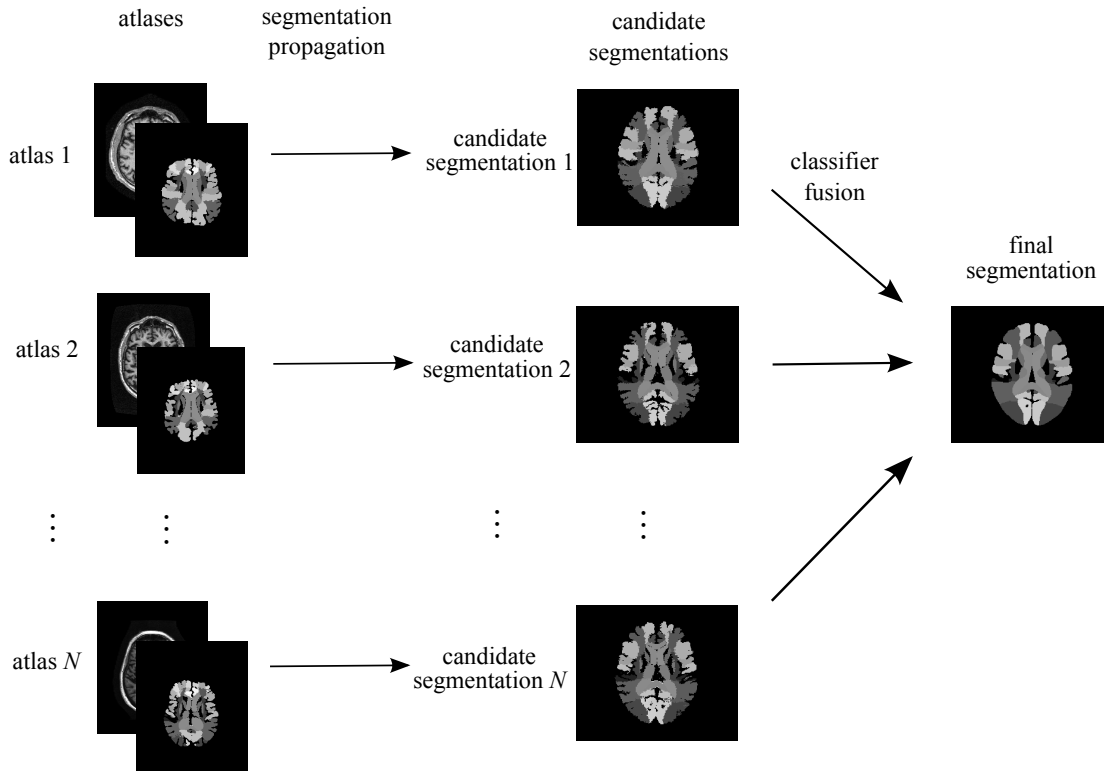 atlases
segmentation
propagation
candidate
segmentations
atlas 1
candidate
segmentation 1
classifier
fusion
final
segmentation
atlas 2
candidate
segmentation 2
atlas N
candidate
segmentation N